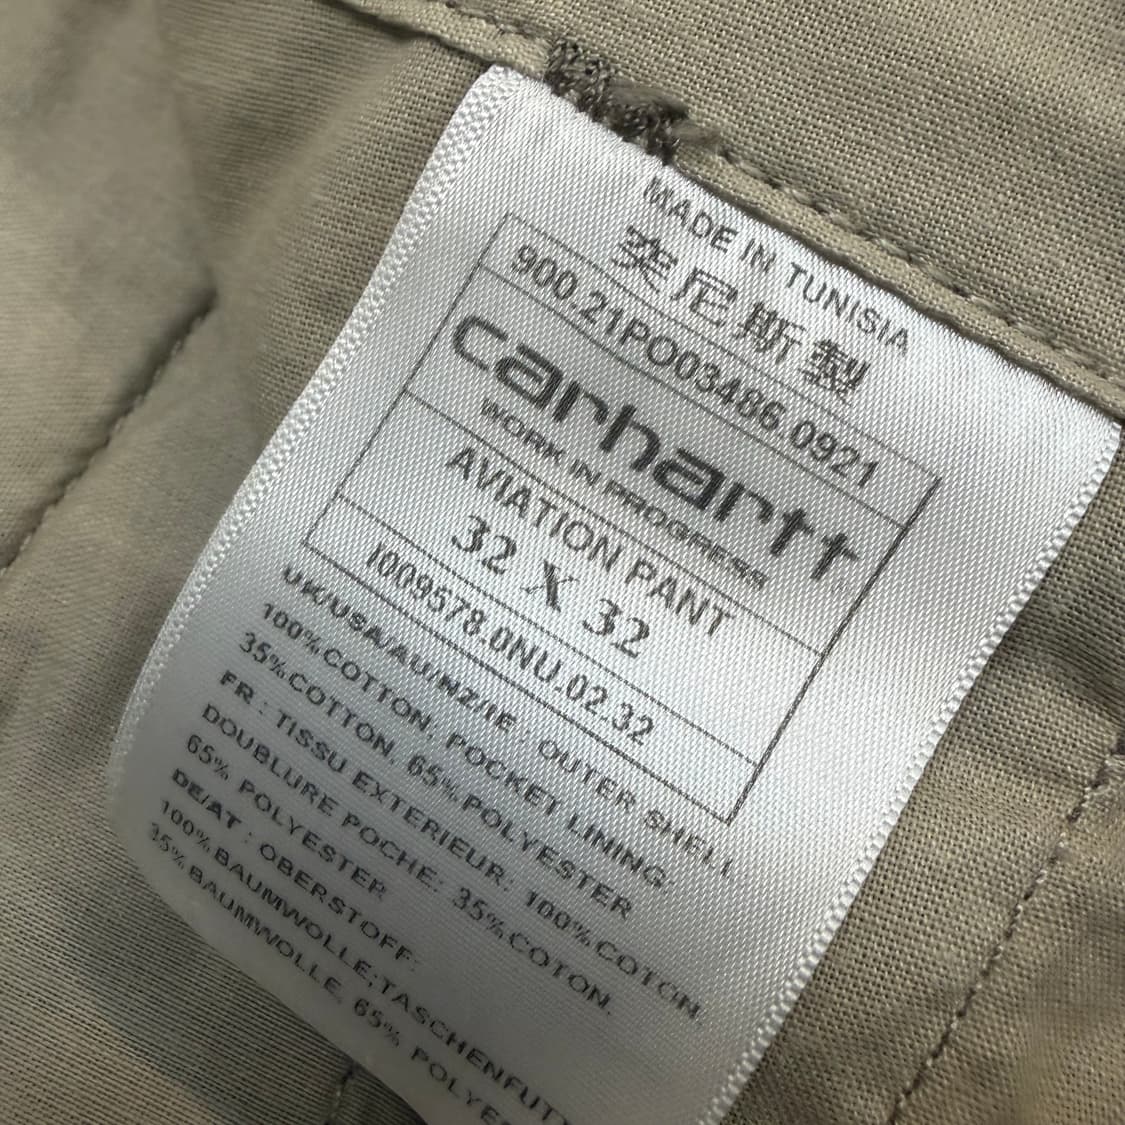 MADE IN TUNISIA
突尼斯製
900.21PO03486.0921
carhartt
WORK IN PROGRESS
AVIATION PANT
32 X 32
I009578.0NU.02.32
UK/USA/AU/NZ/IE : OUTER SHELL
100%COTTON, POCKET LINING
35%COTTON, 65%POLYESTER
FR : TISSU EXTERIEUR: 100%COTON,
DOUBLURE POCHE: 35%COTON,
65% POLYESTER
DE/AT : OBERSTOFF:
100%BAUMWOLLE;TASCHENFUTT
35%BAUMWOLLE, 65% POLYES